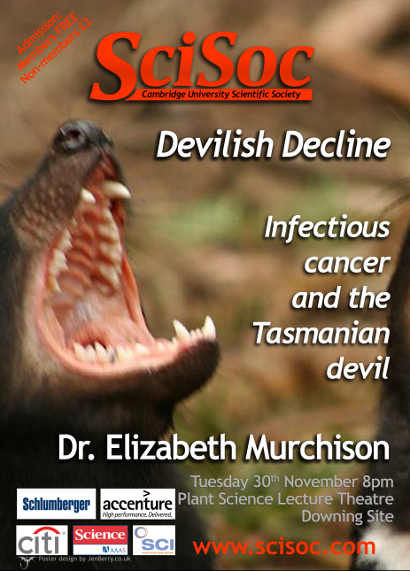 Admission:
Members FREE
Non-members £2
SciSoc
Cambridge University Scientific Society
Devilish Decline
Infectious
cancer
and the
Tasmanian
devil
Dr. Elizabeth Murchison
Tuesday 30th November 8pm
Plant Science Lecture Theatre
Downing Site
Schlumberger
accenture
High performance. Delivered.
citi
Science
AAAS
SCI
Poster design by JenBerry.co.uk
www.scisoc.com